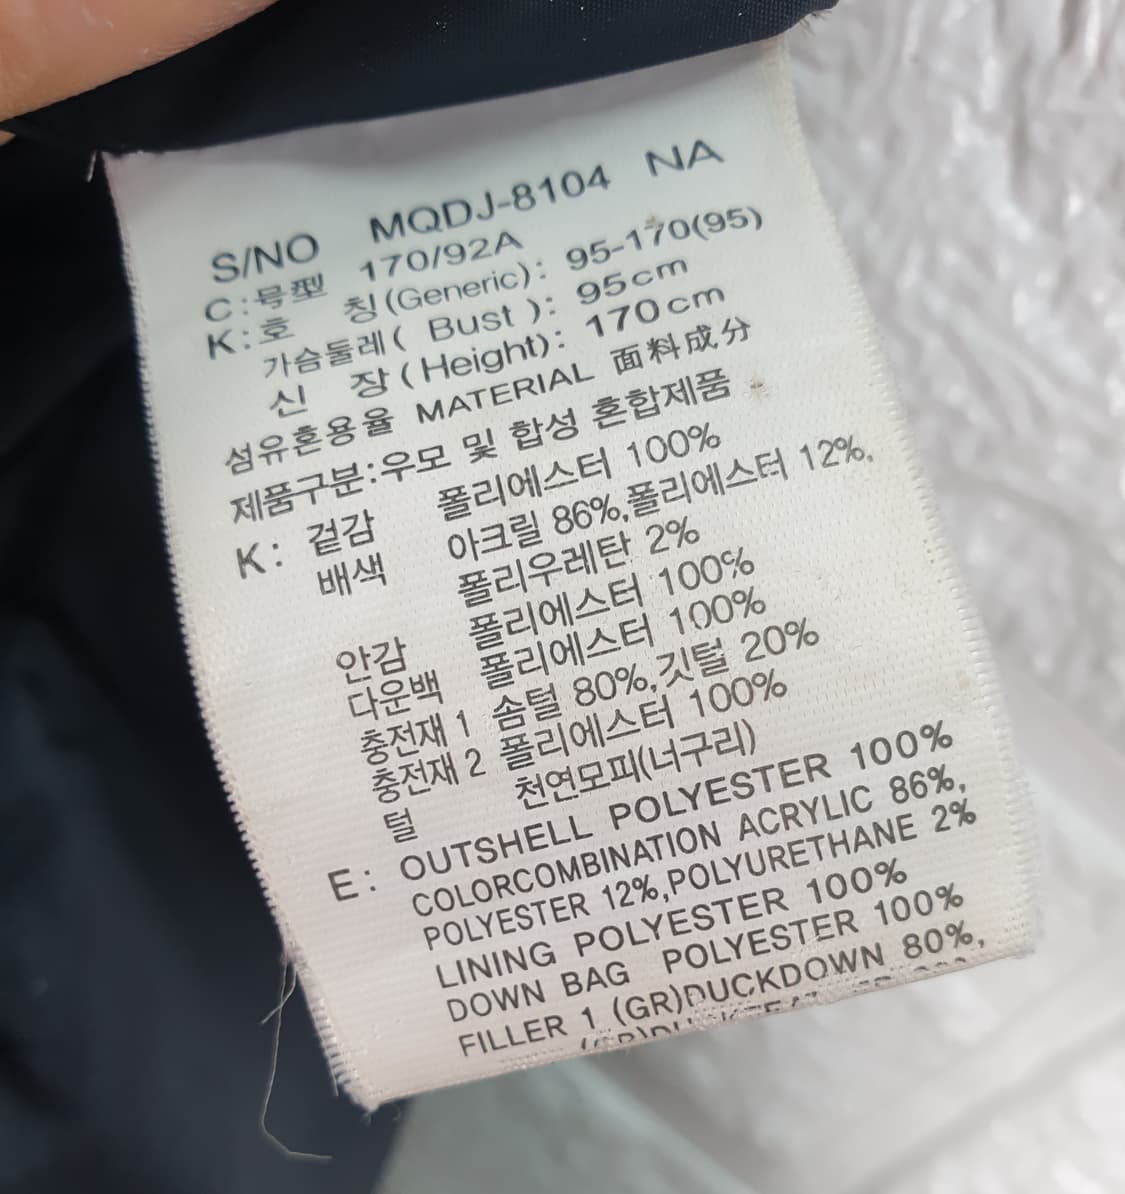 S/NO MQDJ-8104 NA
C:号型 170/92A
K:호 칭(Generic): 95-170(95)
가슴둘레( Bust ): 95cm
신 장(Height): 170cm
섬유혼용율 MATERIAL 面料成分
제품구분:우모 및 합성 혼합제품
K: 겉감 폴리에스터 100%
배색 아크릴 86%,폴리에스터 12%,
폴리우레탄 2%
안감 폴리에스터 100%
다운백 폴리에스터 100%
충전재 1 솜털 80%,깃털 20%
충전재 2 폴리에스터 100%
털 천연모피(너구리)
E: OUTSHELL POLYESTER 100%
COLORCOMBINATION ACRYLIC 86%,
POLYESTER 12%,POLYURETHANE 2%
LINING POLYESTER 100%
DOWN BAG POLYESTER 100%
FILLER 1 (GR)DUCKDOWN 80%,